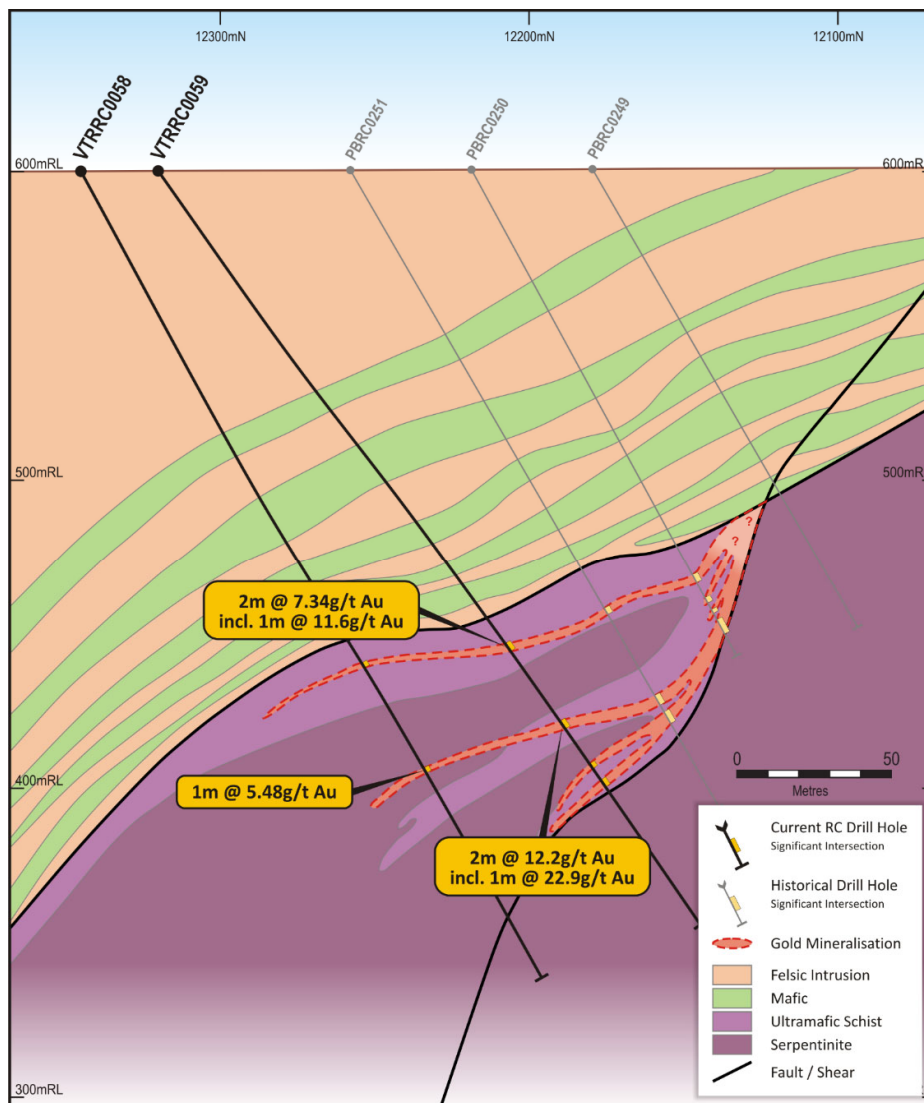 12300mN
12200mN
12100mN
VTRRC0058
VTRRC0059
PBRC0251
PBRC0250
PBRC0249
600mRL
600mRL
500mRL
500mRL
?
?
2m @ 7.34g/t Au
incl. 1m @ 11.6g/t Au
400mRL
1m @ 5.48g/t Au
0
50
Metres
2m @ 12.2g/t Au
incl. 1m @ 22.9g/t Au
Current RC Drill Hole
Significant Intersection
Historical Drill Hole
Significant Intersection
Gold Mineralisation
Felsic Intrusion
Mafic
Ultramafic Schist
Serpentinite
Fault / Shear
300mRL